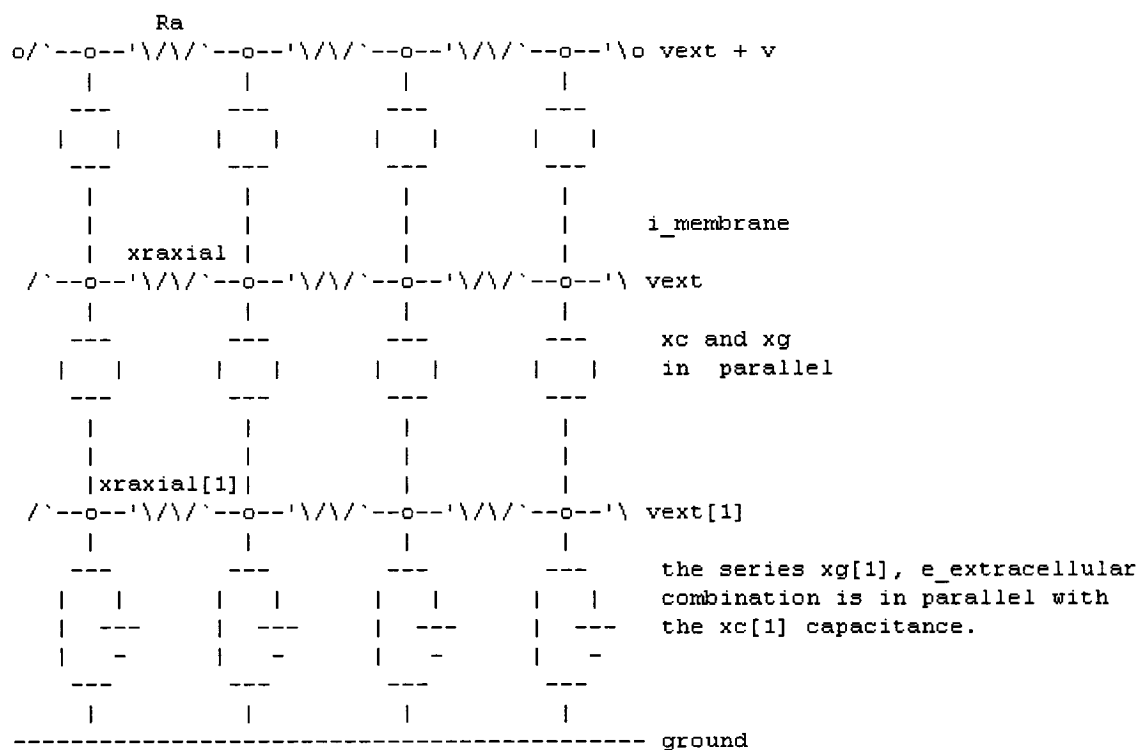 Ra
o/`--o--'\/\/`--o--'\/\/`--o--'\/\/`--o--'\o vext + v
i_membrane
xraxial
/`--o--'\/\/`--o--'\/\/`--o--'\/\/`--o--'\ vext
xc and xg
in  parallel
xraxial[1]
/`--o--'\/\/`--o--'\/\/`--o--'\/\/`--o--'\ vext[1]
the series xg[1], e_extracellular
combination is in parallel with
the xc[1] capacitance.
ground